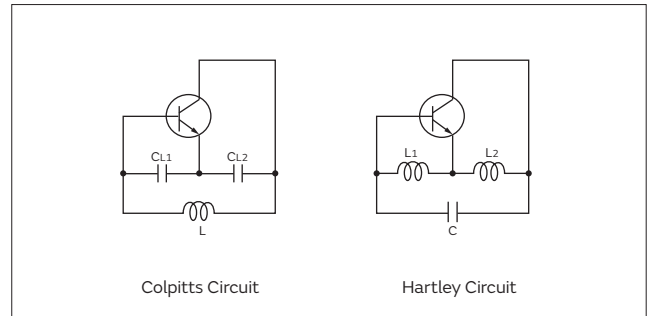 CL1
CL2
L
Colpitts Circuit
L1
L2
C
Hartley Circuit